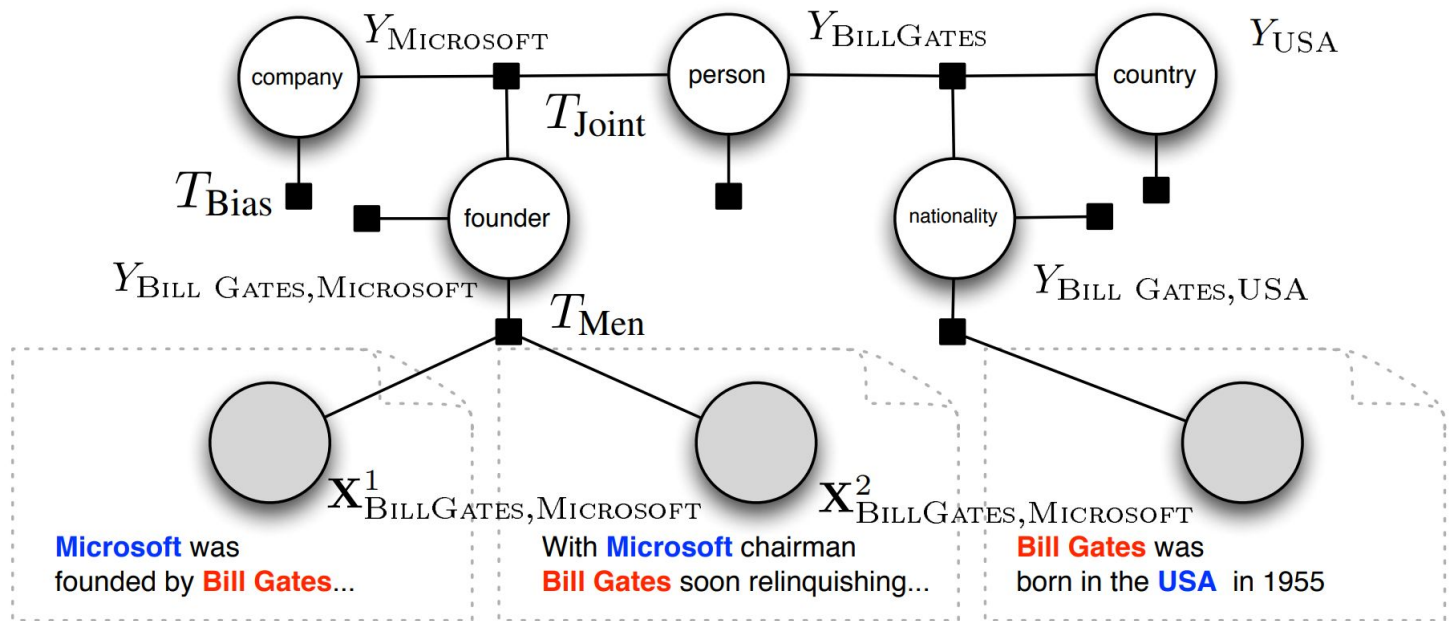 Y_MICROSOFT
Y_BILLGATES
Y_USA
company
person
country
T_Joint
T_Bias
founder
nationality
Y_BILL GATES,MICROSOFT
Y_BILL GATES,USA
T_Men
X^1_BILLGATES,MICROSOFT
X^2_BILLGATES,MICROSOFT
Microsoft was
founded by Bill Gates...
With Microsoft chairman
Bill Gates soon relinquishing...
Bill Gates was
born in the USA in 1955